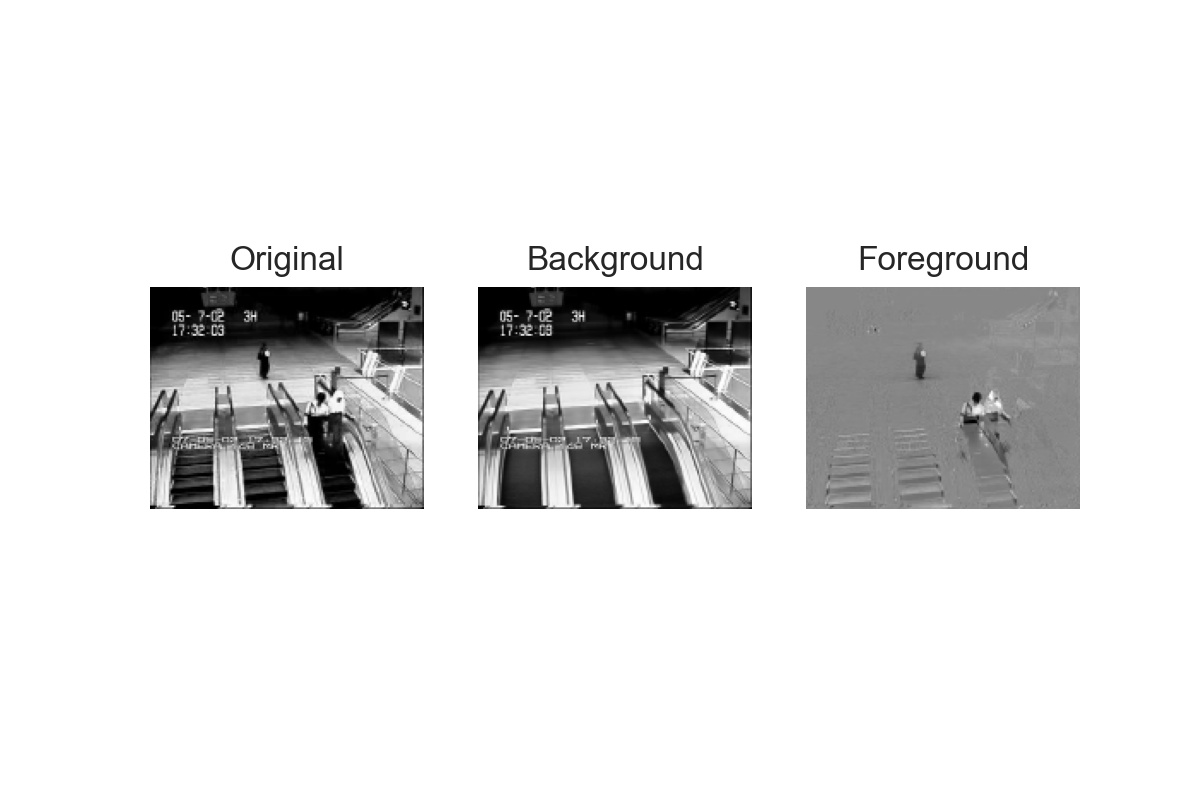 Original
Background
Foreground
05- 7-02 3H
17:32:03
05- 7-02 3H
17:32:09